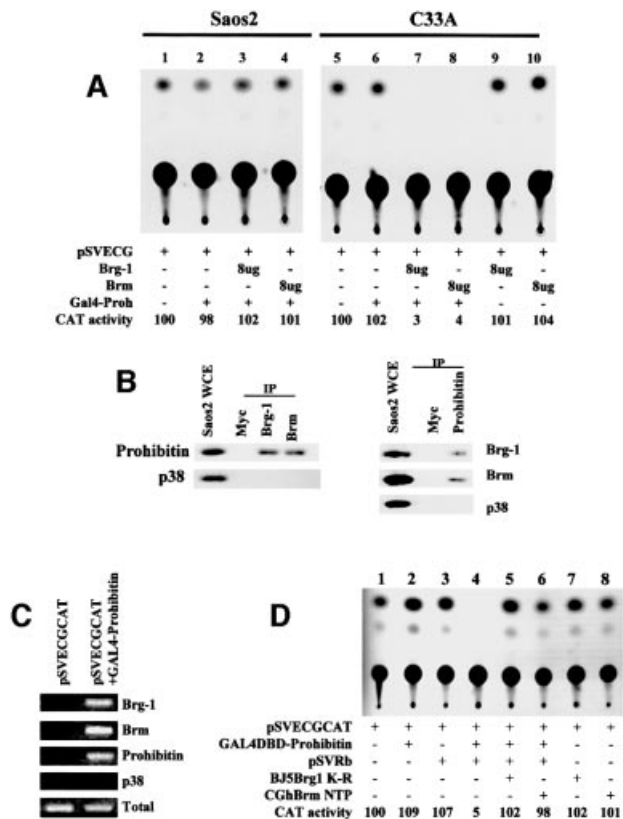 Saos2 C33A
1 2 3 4 5 6 7 8 9 10
A
pSVECG + + + + + + + + + +
Brg-1 - - 8ug - - - 8ug - 8ug -
Brm - - - 8ug - - - 8ug - 8ug
Gal4-Proh - + + + - + + + - -
CAT activity 100 98 102 101 100 102 3 4 101 104
B
Saos2 WCE Myc IP Brg-1 Brm
Prohibitin
p38
Saos2 WCE Myc IP Prohibitin
Brg-1
Brm
p38
C
pSVECGCAT pSVECGCAT +GAL4-Prohibitin
Brg-1
Brm
Prohibitin
p38
Total
D
1 2 3 4 5 6 7 8
pSVECGCAT + + + + + + + +
GAL4DBD-Prohibitin - + - + + + - -
pSVRb - - + + + + - -
BJ5Brg1 K-R - - - - + - + -
CGhBrm NTP - - - - - + - +
CAT activity 100 109 107 5 102 98 102 101